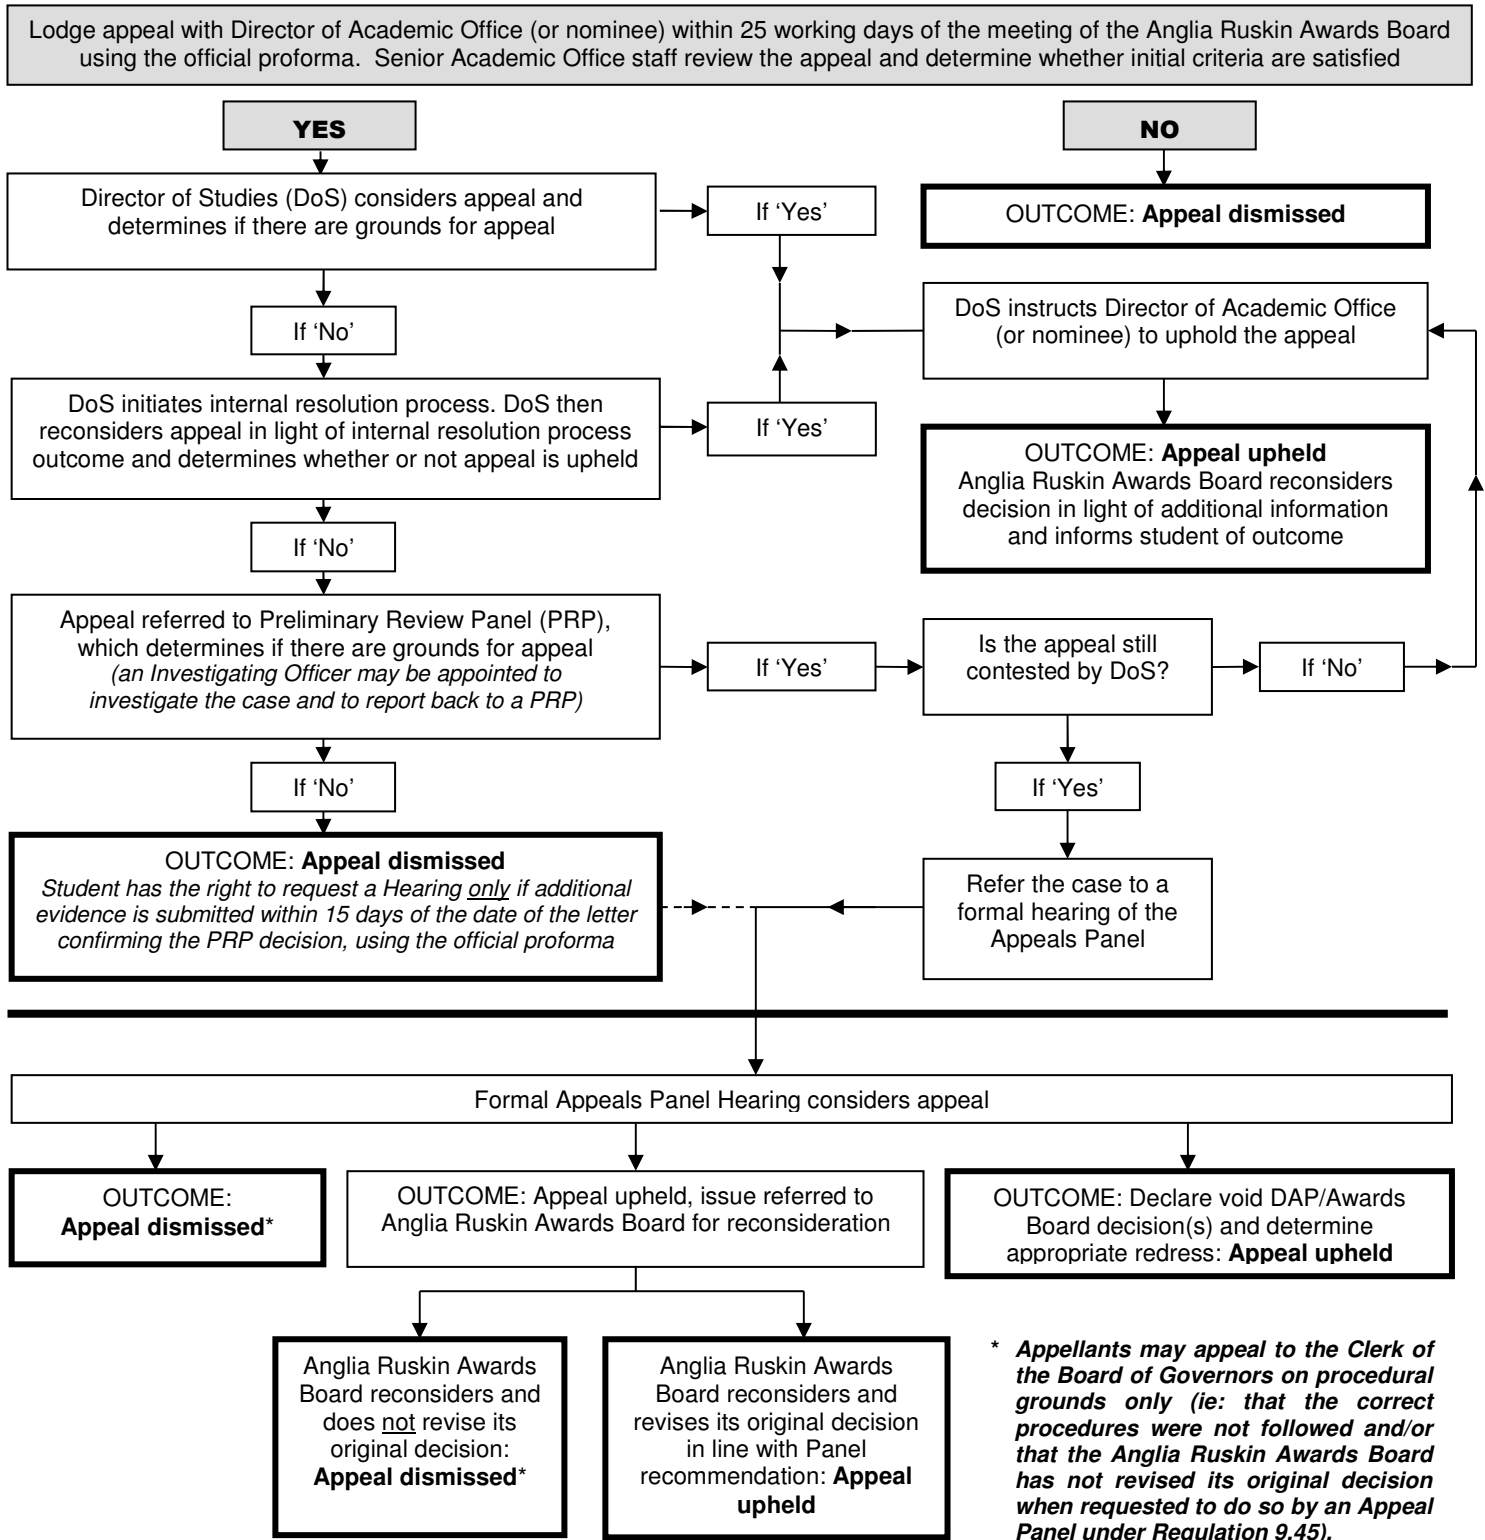 Lodge appeal with Director of Academic Office (or nominee) within 25 working days of the meeting of the Anglia Ruskin Awards Board
using the official proforma. Senior Academic Office staff review the appeal and determine whether initial criteria are satisfied
YES
NO
Director of Studies (DoS) considers appeal and
determines if there are grounds for appeal
If ‘Yes’
OUTCOME: Appeal dismissed
If ‘No’
DoS instructs Director of Academic Office
(or nominee) to uphold the appeal
DoS initiates internal resolution process. DoS then
reconsiders appeal in light of internal resolution process
outcome and determines whether or not appeal is upheld
If ‘Yes’
OUTCOME: Appeal upheld
Anglia Ruskin Awards Board reconsiders
decision in light of additional information
and informs student of outcome
If ‘No’
Appeal referred to Preliminary Review Panel (PRP),
which determines if there are grounds for appeal
(an Investigating Officer may be appointed to
investigate the case and to report back to a PRP)
If ‘Yes’
Is the appeal still
contested by DoS?
If ‘No’
If ‘No’
If ‘Yes’
OUTCOME: Appeal dismissed
Student has the right to request a Hearing only if additional
evidence is submitted within 15 days of the date of the letter
confirming the PRP decision, using the official proforma
Refer the case to a
formal hearing of the
Appeals Panel
Formal Appeals Panel Hearing considers appeal
OUTCOME:
Appeal dismissed*
OUTCOME: Appeal upheld, issue referred to
Anglia Ruskin Awards Board for reconsideration
OUTCOME: Declare void DAP/Awards
Board decision(s) and determine
appropriate redress: Appeal upheld
Anglia Ruskin Awards
Board reconsiders and
does not revise its
original decision:
Appeal dismissed*
Anglia Ruskin Awards
Board reconsiders and
revises its original decision
in line with Panel
recommendation: Appeal
upheld
* Appellants may appeal to the Clerk of
the Board of Governors on procedural
grounds only (ie: that the correct
procedures were not followed and/or
that the Anglia Ruskin Awards Board
has not revised its original decision
when requested to do so by an Appeal
Panel under Regulation 9.45).